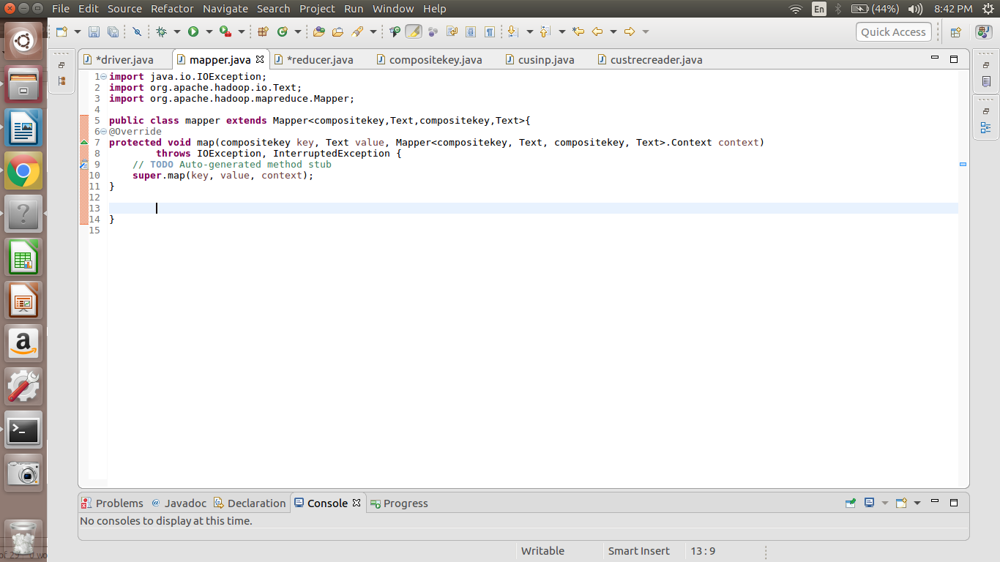 File Edit Source Refactor Navigate Search Project Run Window Help
En (44%) 8:42 PM
Quick Access
*driver.java mapper.java *reducer.java compositekey.java cusinp.java custrecreader.java
1 import java.io.IOException;
2 import org.apache.hadoop.io.Text;
3 import org.apache.hadoop.mapreduce.Mapper;
4
5 public class mapper extends Mapper<compositekey,Text,compositekey,Text>{
6 @Override
7 protected void map(compositekey key, Text value, Mapper<compositekey, Text, compositekey, Text>.Context context)
8 throws IOException, InterruptedException {
9 // TODO Auto-generated method stub
10 super.map(key, value, context);
11 }
12
13
14 }
15
Problems @ Javadoc Declaration Console Progress
No consoles to display at this time.
Writable Smart Insert 13 : 9